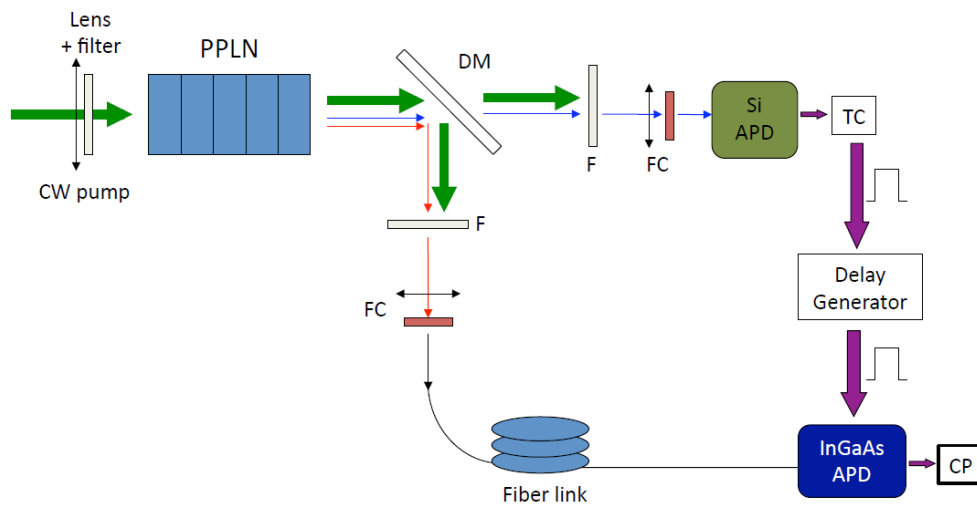 Lens
+ filter
PPLN
DM
CW pump
F
FC
Si
APD
TC
F
FC
Delay
Generator
InGaAs
APD
CP
Fiber link